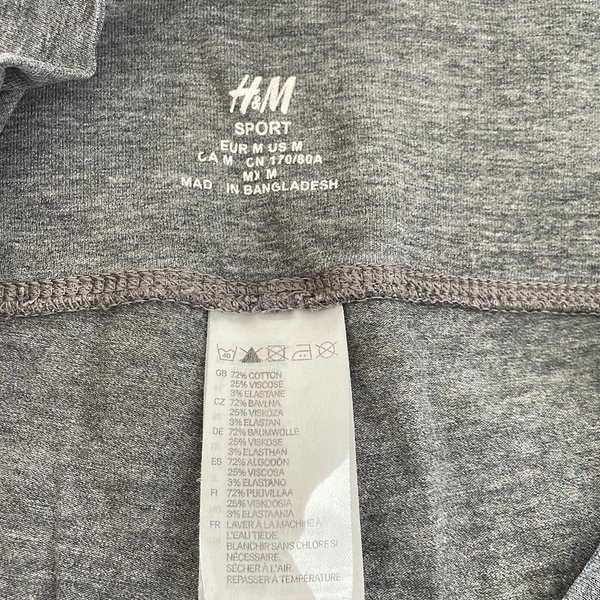 H&M
SPORT
EUR M US M
CA M CN 170/80A
MX M
MADE IN BANGLADESH
40
GB 72% COTTON
25% VISCOSE
3% ELASTANE
CZ 72% BAVLNA
25% VISKOZA
3% ELASTAN
DE 72% BAUMWOLLE
25% VISKOSE
3% ELASTHAN
ES 72% ALGODÓN
25% VISCOSA
3% ELASTANO
FI 72% PUUVILLAA
25% VISKOOSIA
3% ELASTAANIA
FR LAVER À LA MACHINE À
L'EAU TIÈDE.
BLANCHIR SANS CHLORE SI
NÉCESSAIRE.
SÉCHER À L'AIR.
REPASSER À TEMPÉRATURE